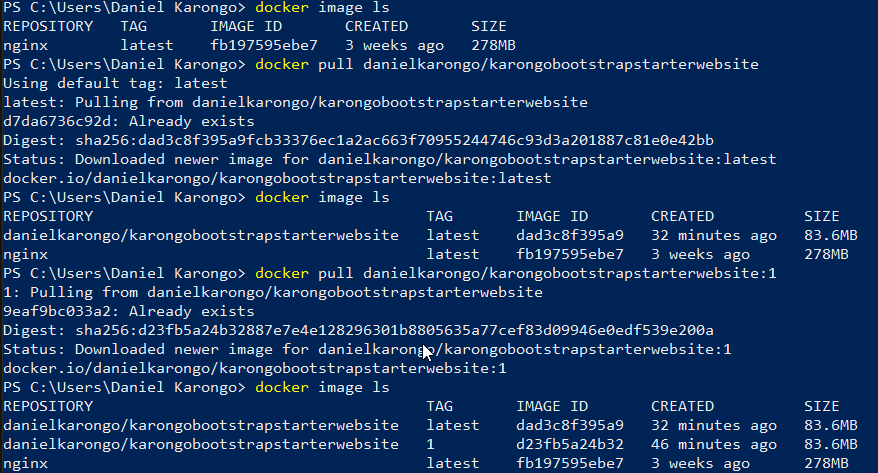 PS C:\Users\Daniel Karongo> docker image ls
REPOSITORY TAG IMAGE ID CREATED SIZE
nginx latest fb197595ebe7 3 weeks ago 278MB
PS C:\Users\Daniel Karongo> docker pull danielkarongo/karongobootstrapstarterwebsite
Using default tag: latest
latest: Pulling from danielkarongo/karongobootstrapstarterwebsite
d7da6736c92d: Already exists
Digest: sha256:dad3c8f395a9fcb33376ec1a2ac663f70955244746c93d3a201887c81e0e42bb
Status: Downloaded newer image for danielkarongo/karongobootstrapstarterwebsite:latest
docker.io/danielkarongo/karongobootstrapstarterwebsite:latest
PS C:\Users\Daniel Karongo> docker image ls
REPOSITORY TAG IMAGE ID CREATED SIZE
danielkarongo/karongobootstrapstarterwebsite latest dad3c8f395a9 32 minutes ago 83.6MB
nginx latest fb197595ebe7 3 weeks ago 278MB
PS C:\Users\Daniel Karongo> docker pull danielkarongo/karongobootstrapstarterwebsite:1
1: Pulling from danielkarongo/karongobootstrapstarterwebsite
9eaf9bc033a2: Already exists
Digest: sha256:d23fb5a24b32887e7e4e128296301b8805635a77cef83d09946e0edf539e200a
Status: Downloaded newer image for danielkarongo/karongobootstrapstarterwebsite:1
docker.io/danielkarongo/karongobootstrapstarterwebsite:1
PS C:\Users\Daniel Karongo> docker image ls
REPOSITORY TAG IMAGE ID CREATED SIZE
danielkarongo/karongobootstrapstarterwebsite latest dad3c8f395a9 32 minutes ago 83.6MB
danielkarongo/karongobootstrapstarterwebsite 1 d23fb5a24b32 46 minutes ago 83.6MB
nginx latest fb197595ebe7 3 weeks ago 278MB